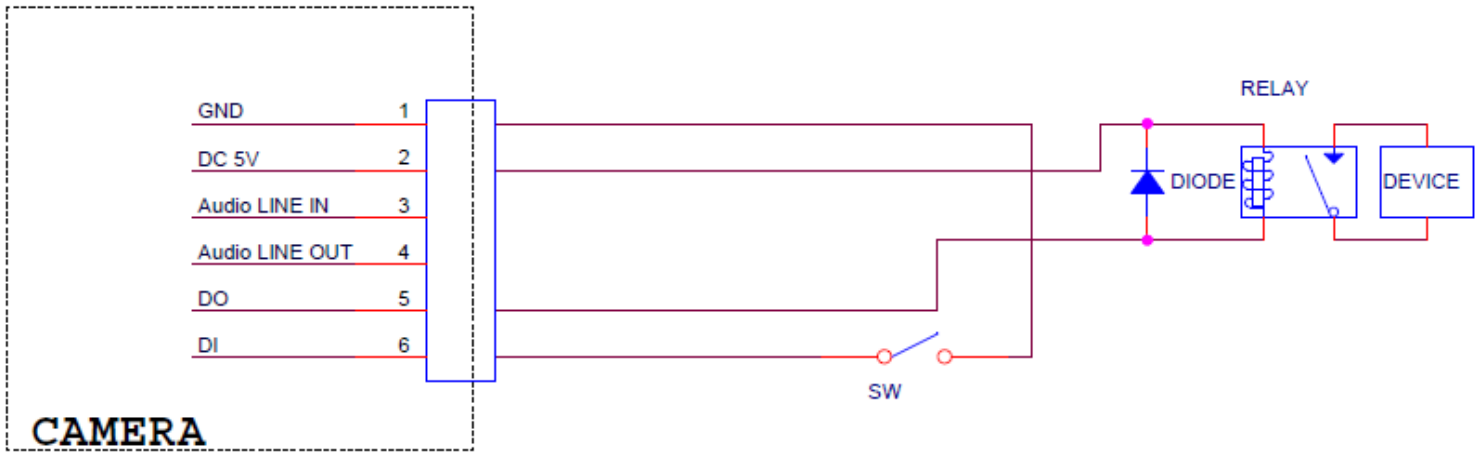 RELAY
GND 1
DC 5V 2
Audio LINE IN 3
DIODE
DEVICE
Audio LINE OUT 4
DO 5
DI 6
SW
CAMERA